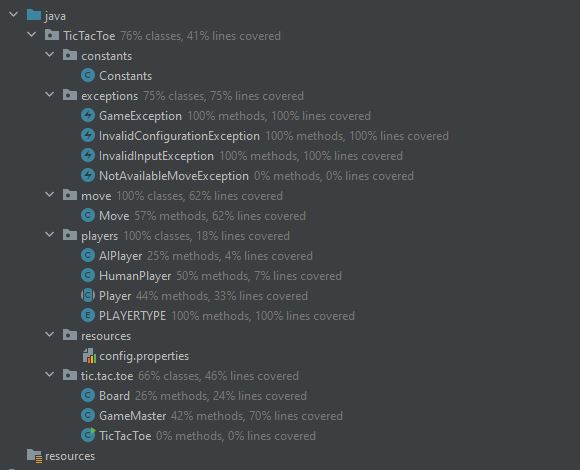 java
TicTacToe 76% classes, 41% lines covered
constants
Constants
exceptions 75% classes, 75% lines covered
GameException 100% methods, 100% lines covered
InvalidConfigurationException 100% methods, 100% lines covered
InvalidInputException 100% methods, 100% lines covered
NotAvailableMoveException 0% methods, 0% lines covered
move 100% classes, 62% lines covered
Move 57% methods, 62% lines covered
players 100% classes, 18% lines covered
AIPlayer 25% methods, 4% lines covered
HumanPlayer 50% methods, 7% lines covered
Player 44% methods, 33% lines covered
PLAYERTYPE 100% methods, 100% lines covered
resources
config.properties
tic.tac.toe 66% classes, 46% lines covered
Board 26% methods, 24% lines covered
GameMaster 42% methods, 70% lines covered
TicTacToe 0% methods, 0% lines covered
resources